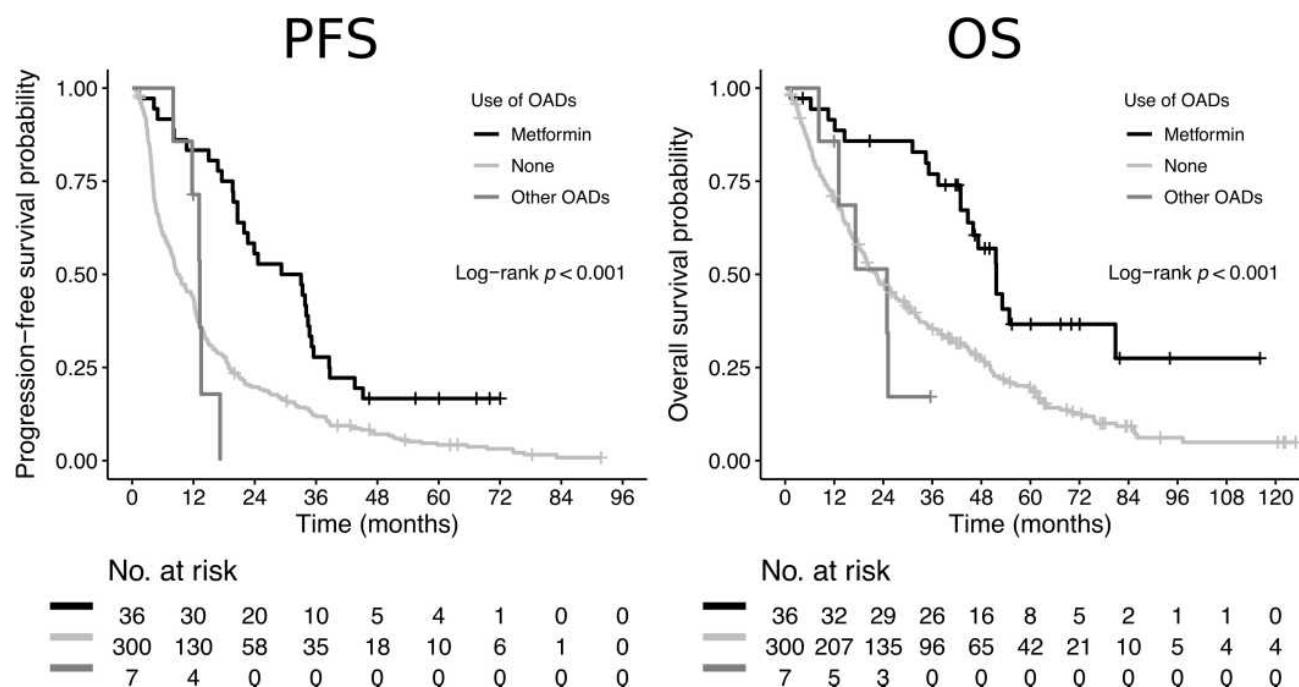 PFS
Progression−free survival probability
1.00
0.75
0.50
0.25
0.00
Use of OADs
Metformin
None
Other OADs
Log−rank p < 0.001
0 12 24 36 48 60 72 84 96
Time (months)
No. at risk
36 30 20 10 5 4 1 0 0
300 130 58 35 18 10 6 1 0
7 4 0 0 0 0 0 0 0
OS
Overall survival probability
1.00
0.75
0.50
0.25
0.00
Use of OADs
Metformin
None
Other OADs
Log−rank p < 0.001
0 12 24 36 48 60 72 84 96 108 120
Time (months)
No. at risk
36 32 29 26 16 8 5 2 1 1 0
300 207 135 96 65 42 21 10 5 4 4
7 5 3 0 0 0 0 0 0 0 0